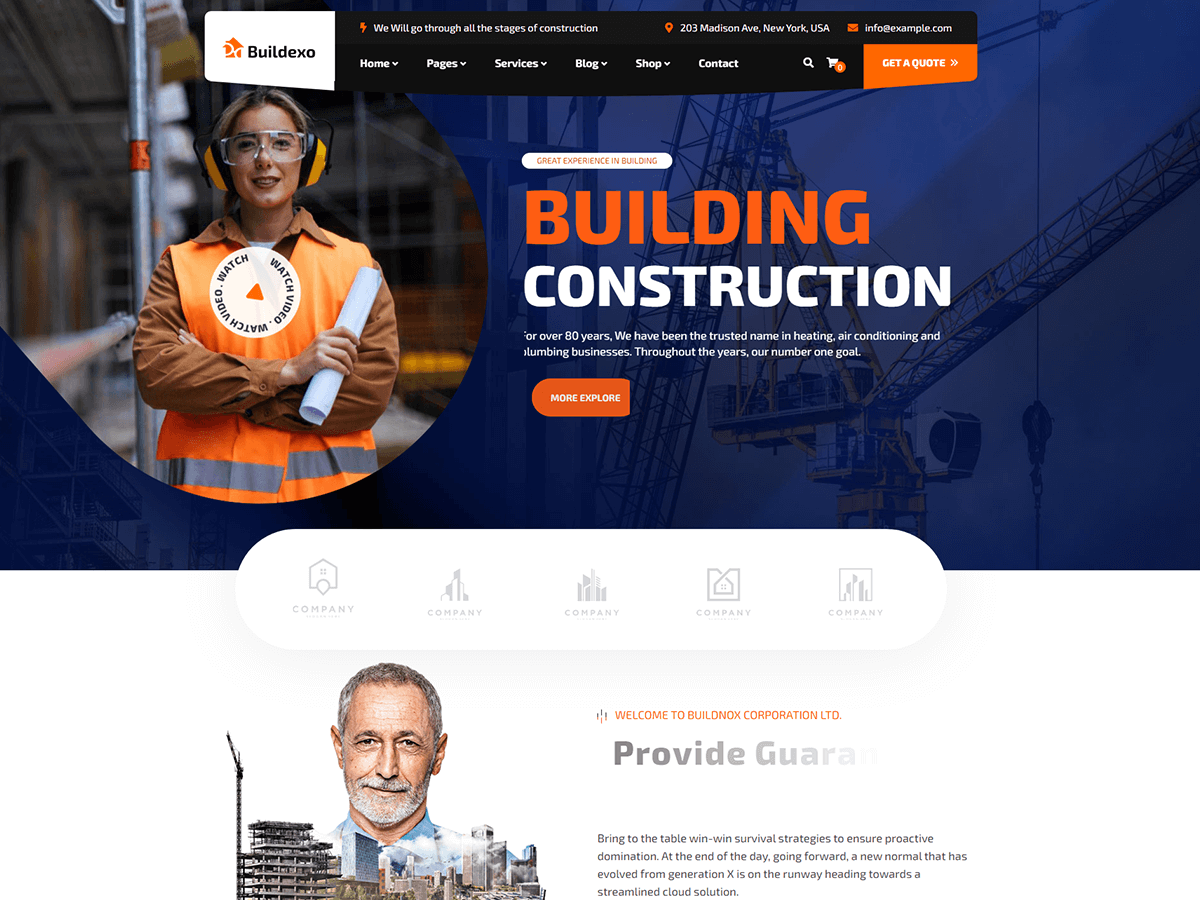 Buildexo
We Will go through all the stages of construction
203 Madison Ave, New York, USA
info@example.com
Home
Pages
Services
Blog
Shop
Contact
0
GET A QUOTE
GREAT EXPERIENCE IN BUILDING
BUILDING
CONSTRUCTION
or over 80 years, We have been the trusted name in heating, air conditioning and
lumbing businesses. Throughout the years, our number one goal.
MORE EXPLORE
WATCH VIDEO . WATCH VIDEO . WATCH
COMPANY
COMPANY
COMPANY
COMPANY
COMPANY
WELCOME TO BUILDNOX CORPORATION LTD.
Provide Guaran
Bring to the table win-win survival strategies to ensure proactive
domination. At the end of the day, going forward, a new normal that has
evolved from generation X is on the runway heading towards a
streamlined cloud solution.